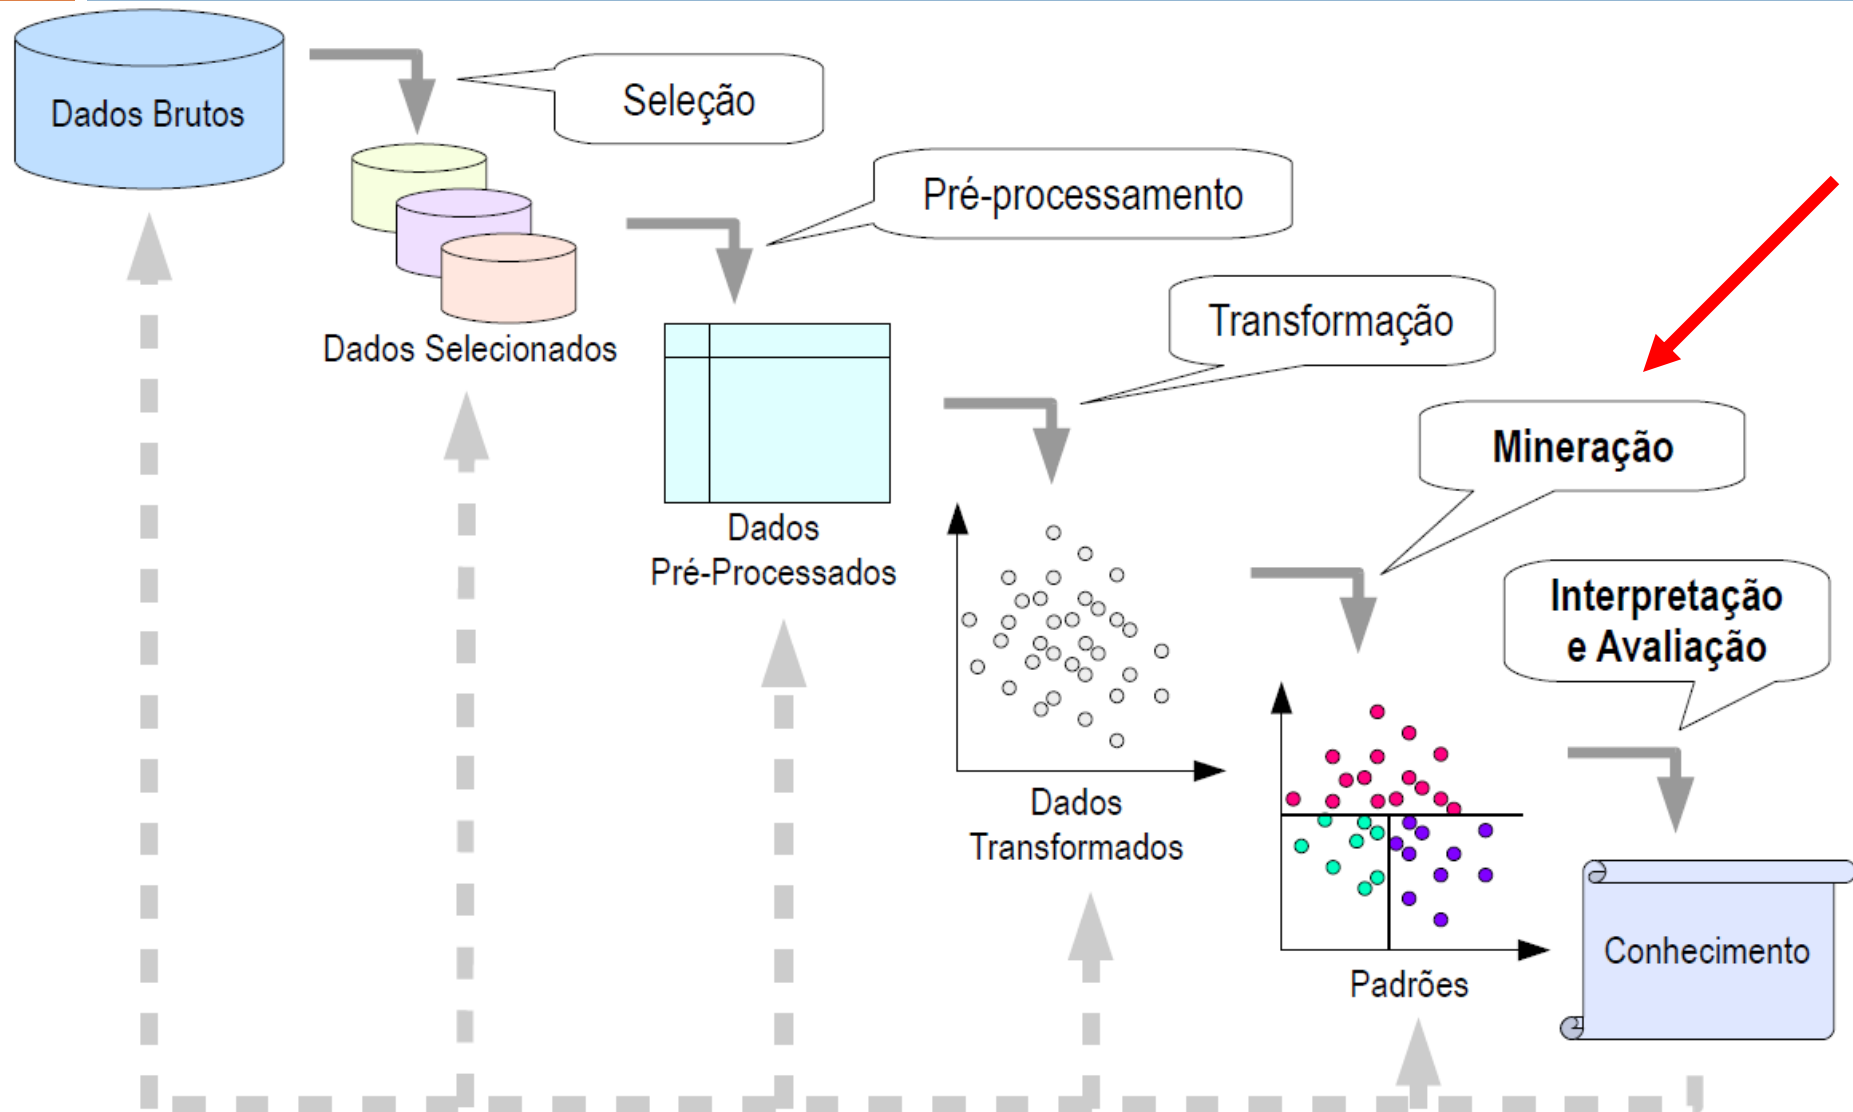 Dados Brutos
Seleção
Dados Selecionados
Pré-processamento
Dados
Pré-Processados
Transformação
Dados
Transformados
Mineração
Padrões
Interpretação
e Avaliação
Conhecimento